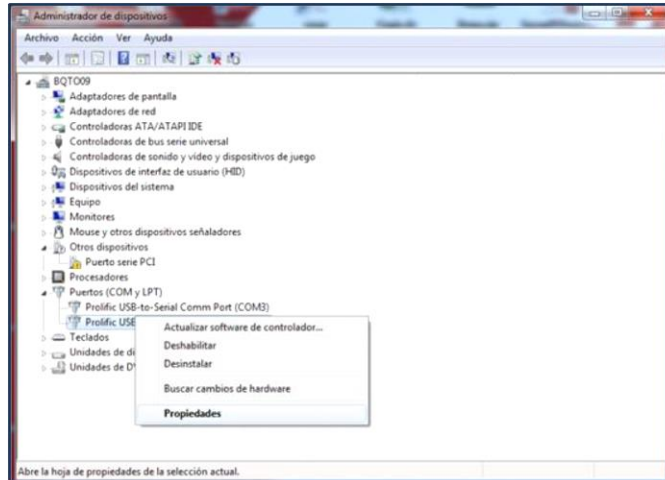 Administrador de dispositivos
Archivo Acción Ver Ayuda
BQTO09
Adaptadores de pantalla
Adaptadores de red
Controladoras ATA/ATAPI IDE
Controladoras de bus serie universal
Controladoras de sonido y vídeo y dispositivos de juego
Dispositivos de interfaz de usuario (HID)
Dispositivos del sistema
Equipo
Monitores
Mouse y otros dispositivos señaladores
Otros dispositivos
Puerto serie PCI
Procesadores
Puertos (COM y LPT)
Prolific USB-to-Serial Comm Port (COM3)
Prolific USB
Actualizar software de controlador...
Teclados
Deshabilitar
Unidades de di
Desinstalar
Unidades de D
Buscar cambios de hardware
Propiedades
Abre la hoja de propiedades de la selección actual.